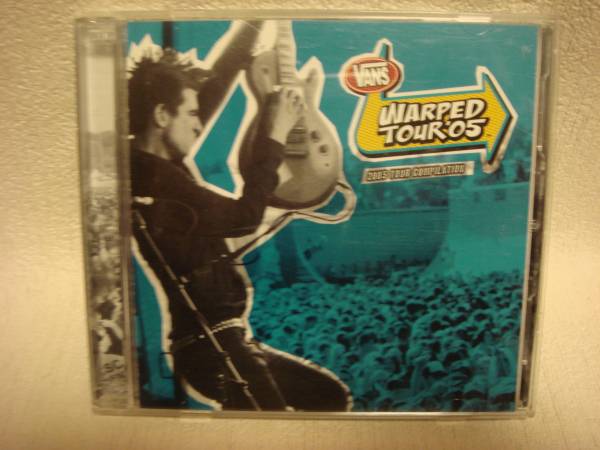 VANS
WARPED
TOUR '05
2005 TOUR COMPILATION